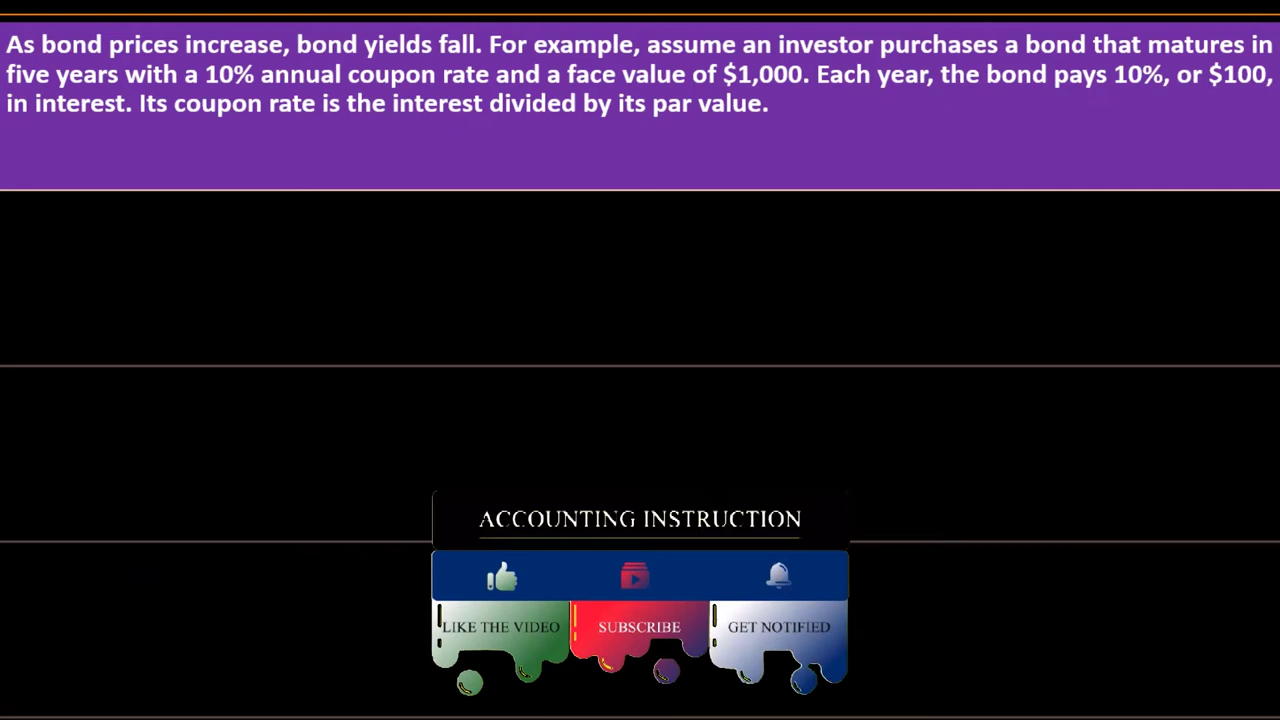 As bond prices increase, bond yields fall. For example, assume an investor purchases a bond that matures in
five years with a 10% annual coupon rate and a face value of $1,000. Each year, the bond pays 10%, or $100,
in interest. Its coupon rate is the interest divided by its par value.
ACCOUNTING INSTRUCTION
LIKE THE VIDEO
SUBSCRIBE
GET NOTIFIED